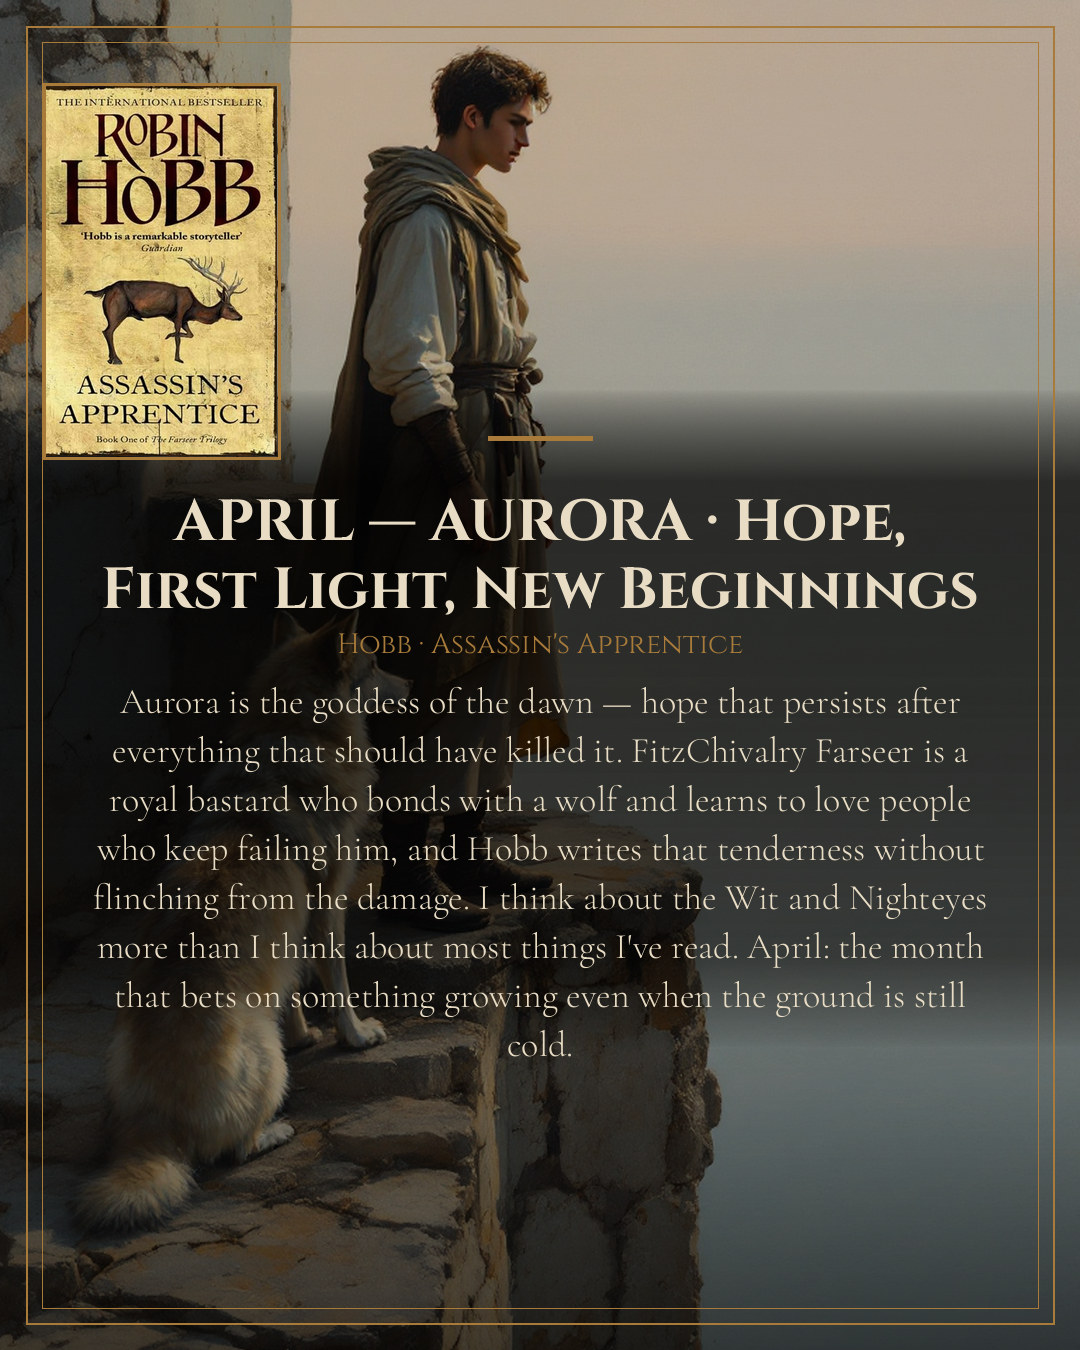 THE INTERNATIONAL BESTSELLER
ROBIN
HOBB
'Hobb is a remarkable storyteller'
Guardian
ASSASSIN'S
APPRENTICE
Book One of The Farseer Trilogy
APRIL — AURORA · HOPE,
FIRST LIGHT, NEW BEGINNINGS
HOBB · ASSASSIN'S APPRENTICE
Aurora is the goddess of the dawn — hope that persists after
everything that should have killed it. FitzChivalry Farseer is a
royal bastard who bonds with a wolf and learns to love people
who keep failing him, and Hobb writes that tenderness without
flinching from the damage. I think about the Wit and Nighteyes
more than I think about most things I've read. April: the month
that bets on something growing even when the ground is still
cold.